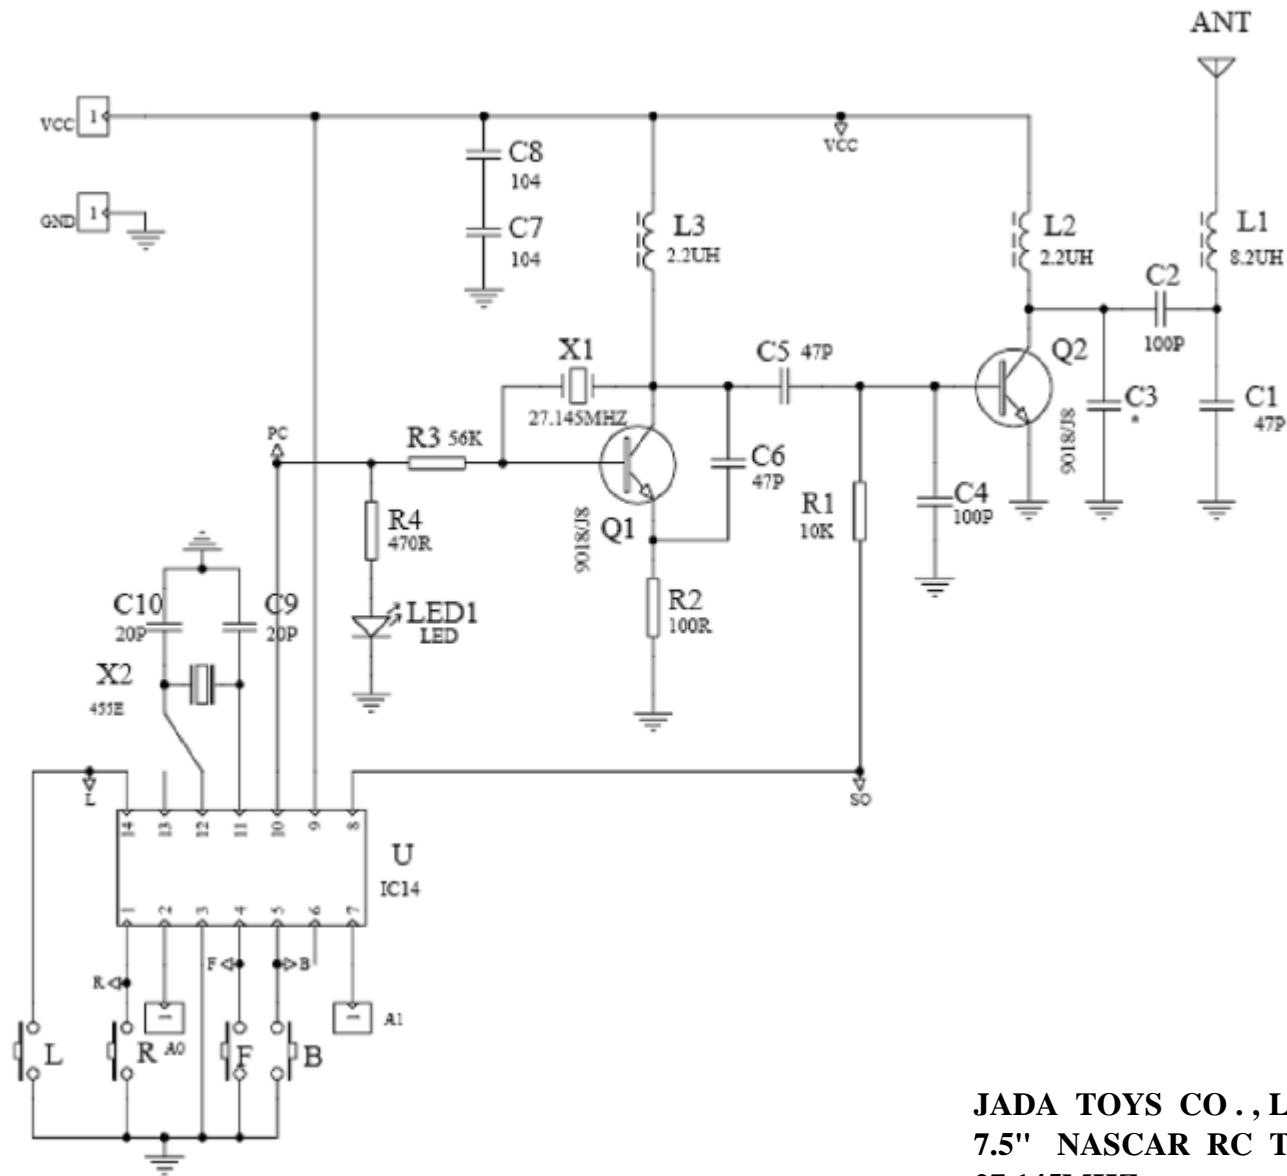 ANT
VCC
1
VCC
C8
104
GND
1
C7
104
L3
2.2UH
L2
2.2UH
L1
8.2UH
C2
100P
X1
27.145MHZ
C5 47P
Q2
9018/J8
C3
*
C1
47P
PC
R3 56K
C6
47P
R4
470R
Q1
9018/J8
R1
10K
C4
100P
C10
20P
C9
20P
LED1
LED
R2
100R
X2
455E
L
SO
14 13 12 11 10 9 8
U
IC14
1 2 3 4 5 6 7
F
B
R
1
1
A1
L
R
A0
F
B
JADA TOYS CO., L
7.5" NASCAR RC T